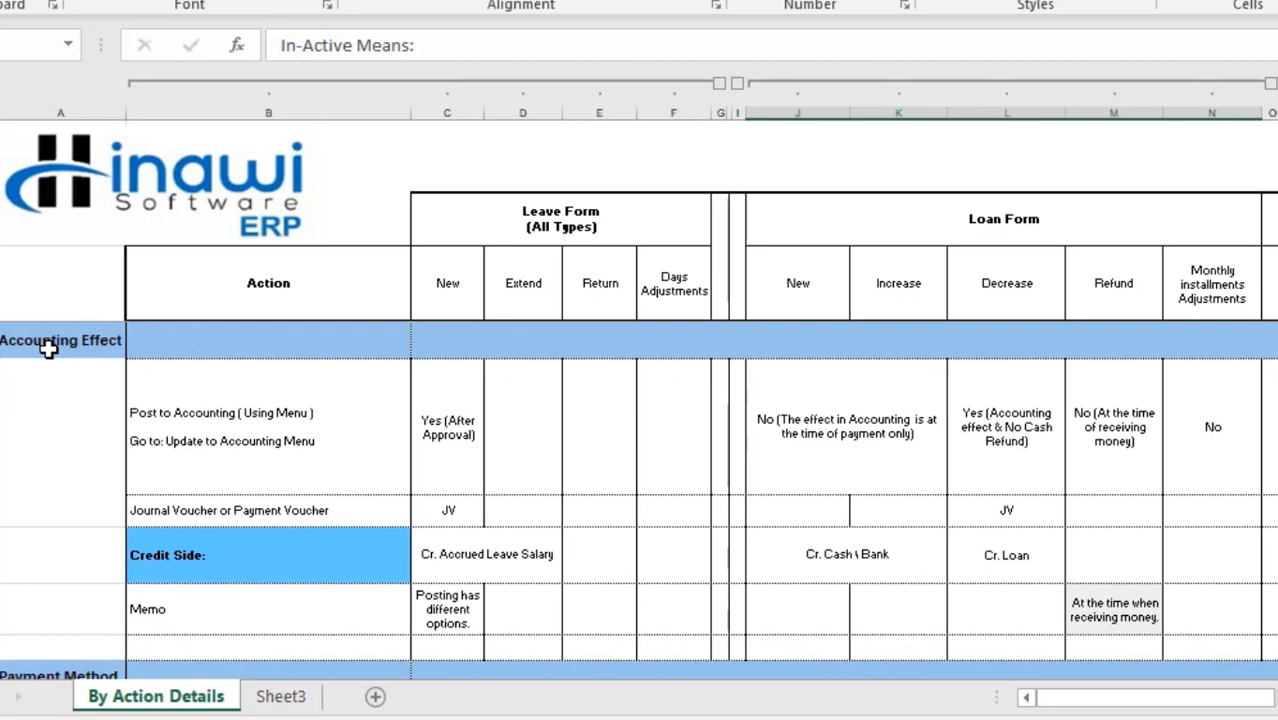 Font Alignment Number Styles Cells
fx In-Active Means:
A B C D E F G I J K L M N O
Hinawi
Software
ERP
Leave Form
(All Types)
Loan Form
Action
New
Extend
Return
Days
Adjustments
New
Increase
Decrease
Refund
Monthly
installments
Adjustments
Accounting Effect
Post to Accounting ( Using Menu )
Go to: Update to Accounting Menu
Yes (After
Approval)
No (The effect in Accounting is at
the time of payment only)
Yes (Accounting
effect & No Cash
Refund)
No (At the time
of receiving
money)
No
Journal Voucher or Payment Voucher
JV
JV
Credit Side:
Cr. Accrued Leave Salary
Cr. Cash \ Bank
Cr. Loan
Memo
Posting has
different
options.
At the time when
receiving money.
Payment Method
By Action Details
Sheet3